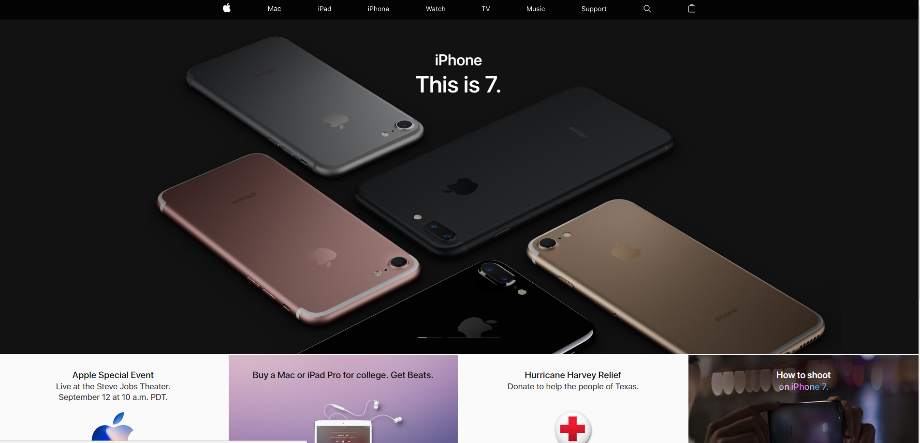 Mac
iPad
iPhone
Watch
TV
Music
Support
iPhone
This is 7.
Apple Special Event
Live at the Steve Jobs Theater.
September 12 at 10 a.m. PDT.
Buy a Mac or iPad Pro for college. Get Beats.
Hurricane Harvey Relief
Donate to help the people of Texas.
How to shoot
on iPhone 7.